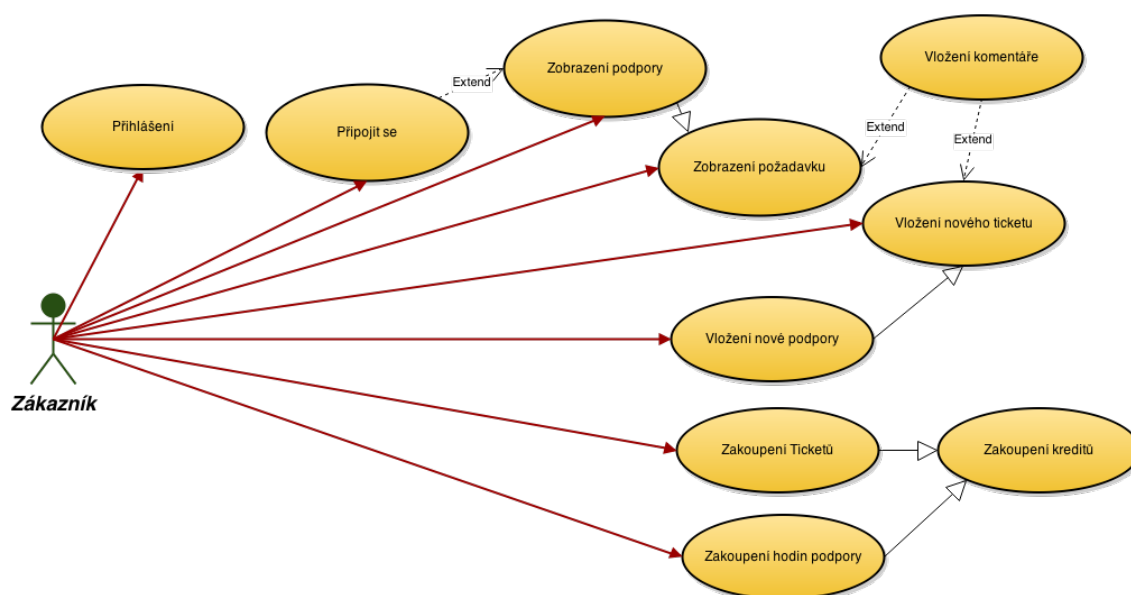 Vložení komentáře
Zobrazení podpory
Extend
Přihlášení
Připojit se
Extend
Extend
Zobrazení požadavku
Vložení nového ticketu
Vložení nové podpory
Zákazník
Zakoupení Ticketů
Zakoupení kreditů
Zakoupení hodin podpory